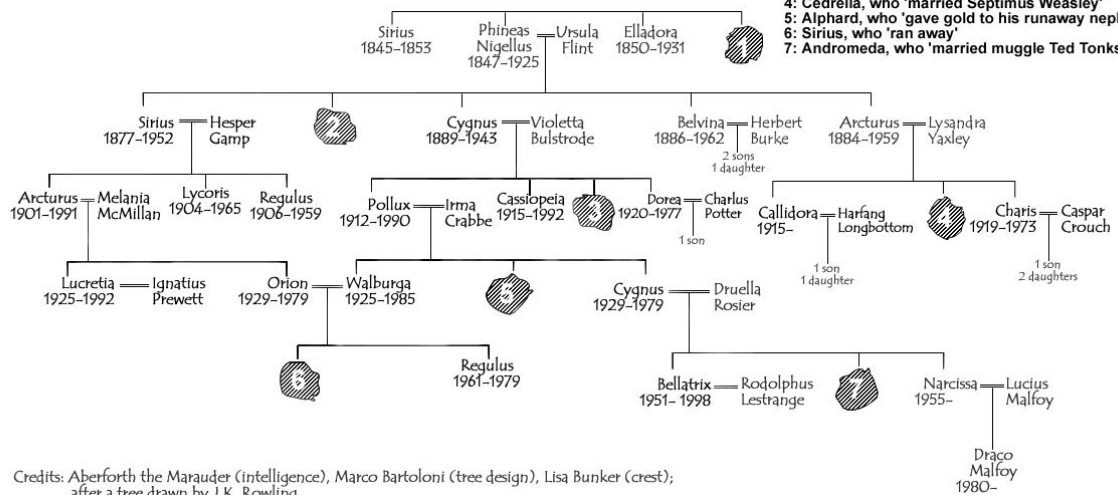 4: Cedrella, who 'married Septimus Weasley'
5: Alphard, who 'gave gold to his runaway
6: Sirius, who 'ran away'
7: Andromeda, who 'married muggle Ted Tonks
Sirius
1845-1853
Phineas
Nigellus
1847-1925
Ursula
Flint
Elladora
1850-1931
1
Sirius
1877-1952
Hesper
Gamp
2
Cygnus
1889-1943
Violetta
Bulstrode
Belvina
1886-1962
Herbert
Burke
2 sons
1 daughter
Arcturus
1884-1959
Lysandra
Yaxley
Arcturus
1901-1991
Melania
McMillan
Lycoris
1904-1965
Regulus
1906-1959
Pollux
1912-1990
Irma
Crabbe
Cassiopeia
1915-1992
3
Dorea
1920-1977
Charlus
Potter
1 son
Callidora
1915-
Harfang
Longbottom
1 son
1 daughter
4
Charis
1919-1973
Caspar
Crouch
1 son
2 daughters
Lucretia
1925-1992
Ignatius
Prewett
Orion
1929-1979
Walburga
1925-1985
5
Cygnus
1929-1979
Druella
Rosier
6
Regulus
1961-1979
Bellatrix
1951- 1998
Rodolphus
Lestrange
7
Narcissa
1955-
Lucius
Malfoy
Draco
Malfoy
1980-
Credits: Aberforth the Marauder (intelligence), Marco Bartoloni (tree design), Lisa Bunker (crest);
after a tree drawn by J.K. Rowling